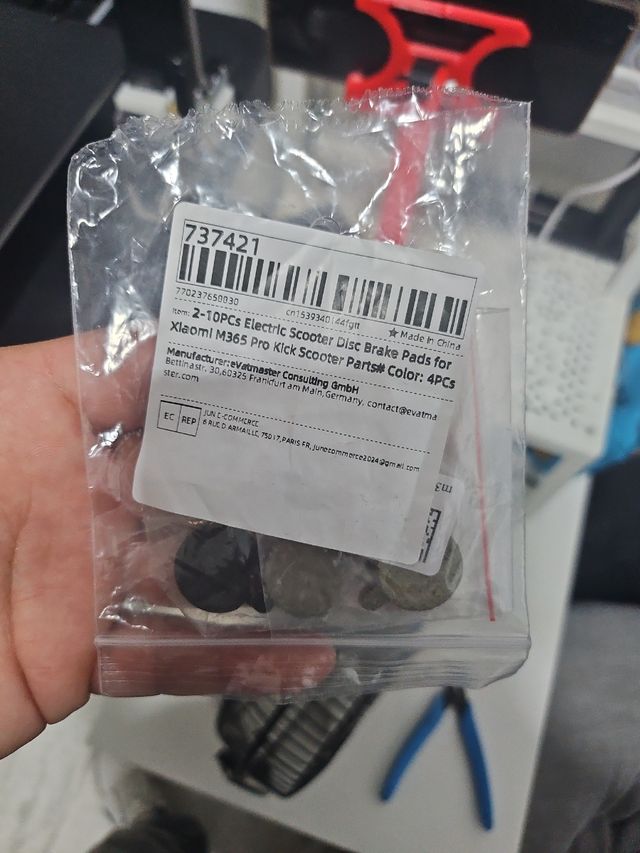 737421
770237650030
★ Made in China
Item: 2-10PCs Electric Scooter Disc Brake Pads for
Xiaomi M365 Pro Kick Scooter Parts# Color: 4PCs
Manufacturer:eVatmaster Consulting GmbH
Bettinastr. 30,60325 Frankfurt am Main,Germany, contact@evatma
ster.com
EC REP
JUN E-COMMERCE
6 RUE D ARMAILLE, 75017,PARIS FR, junecommerce2024@gmail.com